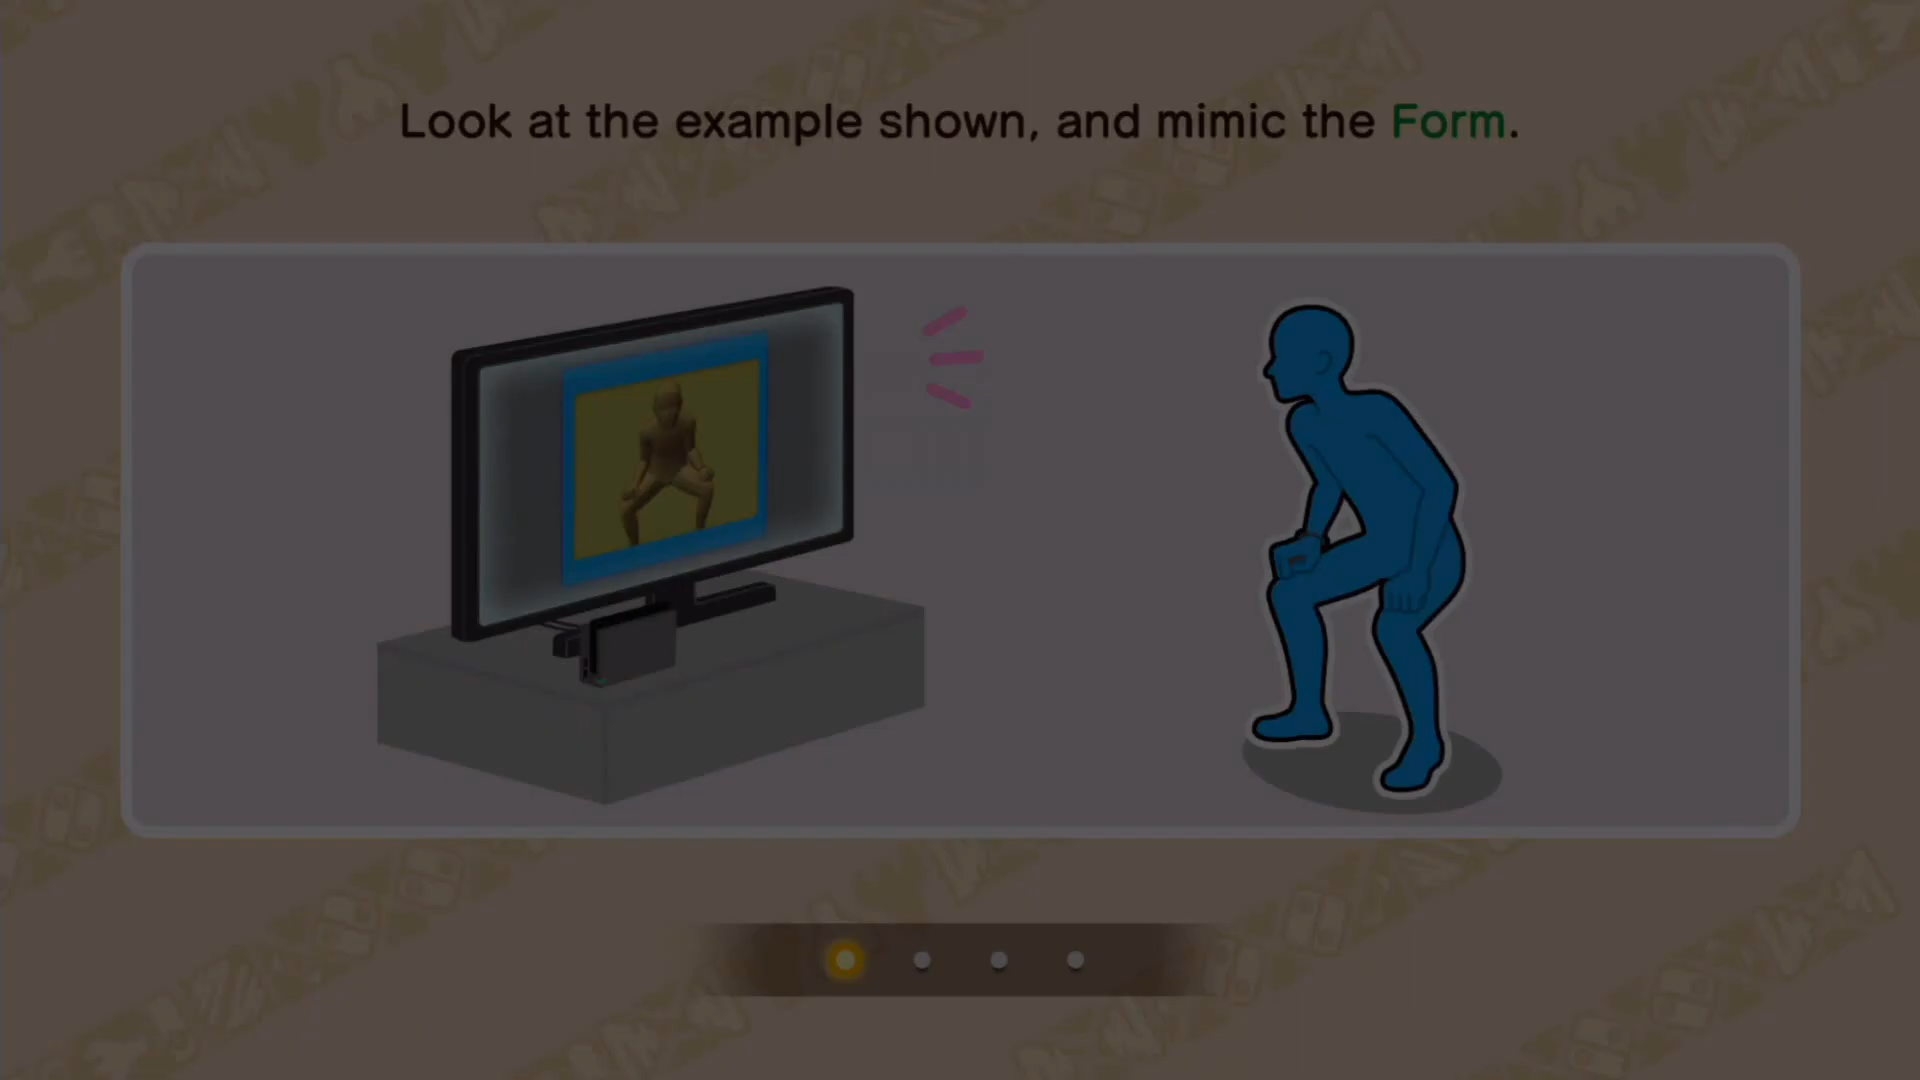 Look at the example shown, and mimic the Form.